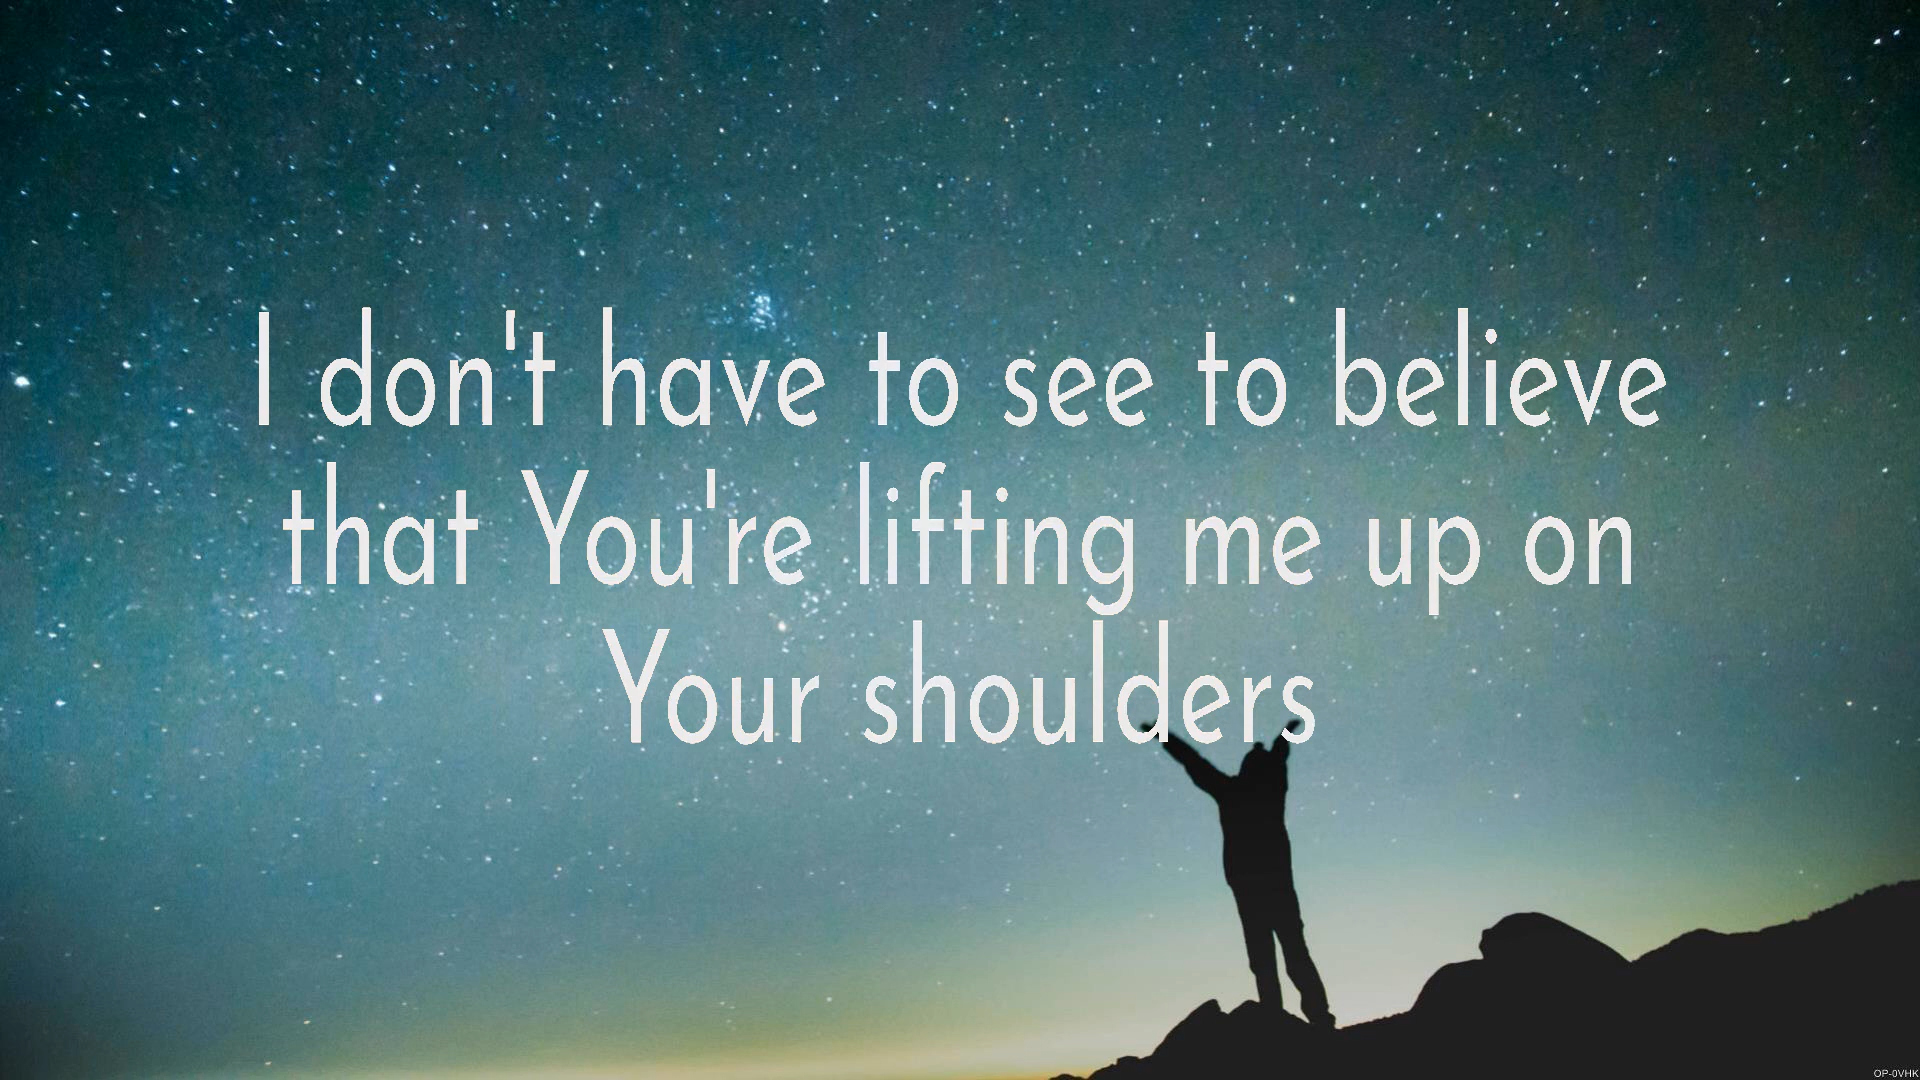 I don't have to see to believe
that You're lifting me up on
Your shoulders
OP-0VHK